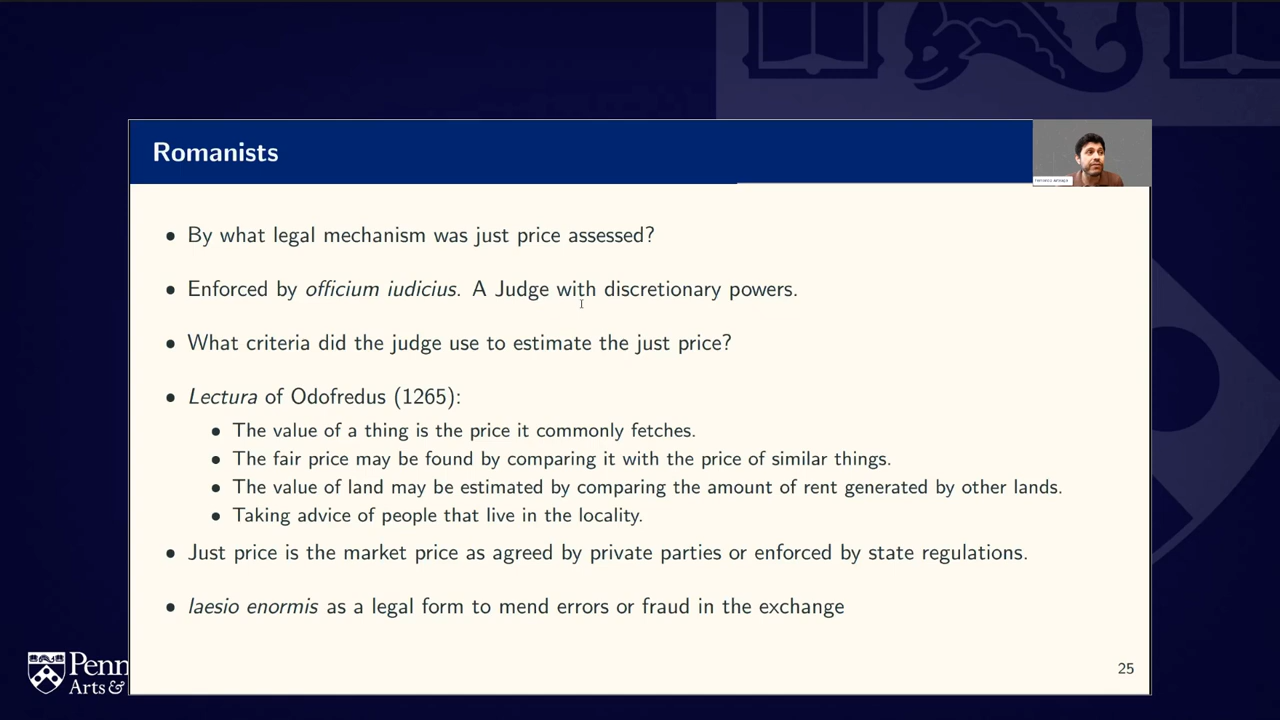 Romanists
• By what legal mechanism was just price assessed?
• Enforced by officium iudicius. A Judge with discretionary powers.
• What criteria did the judge use to estimate the just price?
• Lectura of Odofredus (1265):
• The value of a thing is the price it commonly fetches.
• The fair price may be found by comparing it with the price of similar things.
• The value of land may be estimated by comparing the amount of rent generated by other lands.
• Taking advice of people that live in the locality.
• Just price is the market price as agreed by private parties or enforced by state regulations.
• laesio enormis as a legal form to mend errors or fraud in the exchange
25
Penn
Arts &